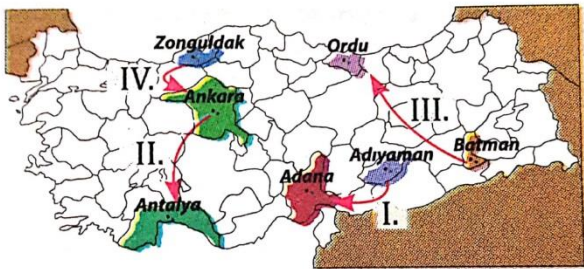 Zonguldak
Ordu
IV.
Ankara
III.
II.
Batman
Adıyaman
Adana
Antalya
I.